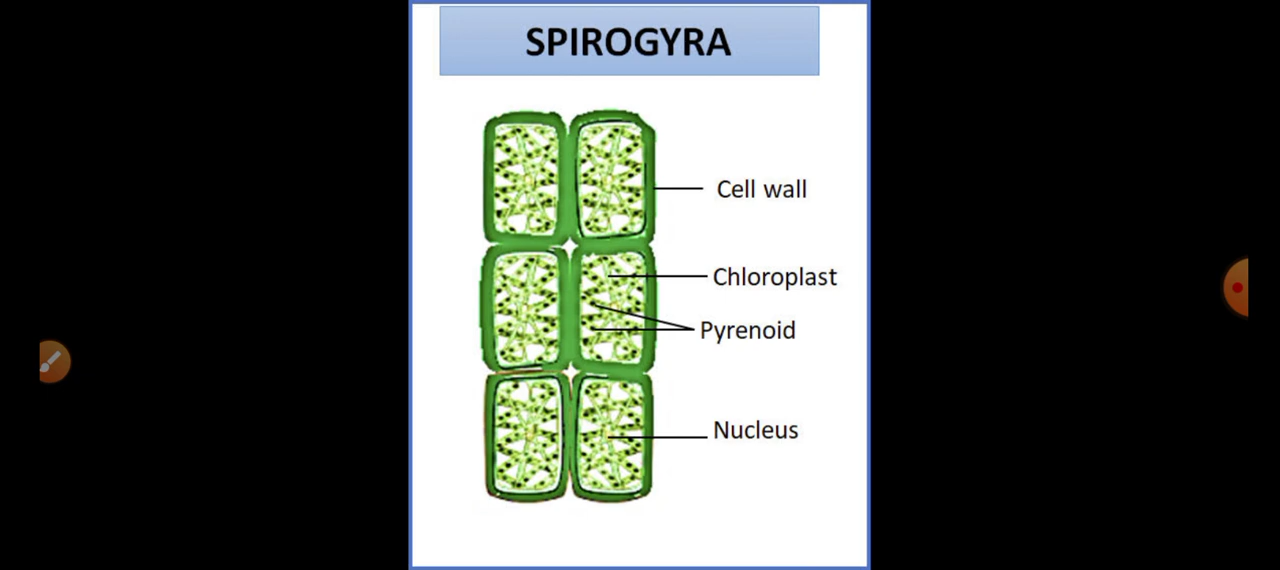 SPIROGYRA
Cell wall
Chloroplast
Pyrenoid
Nucleus